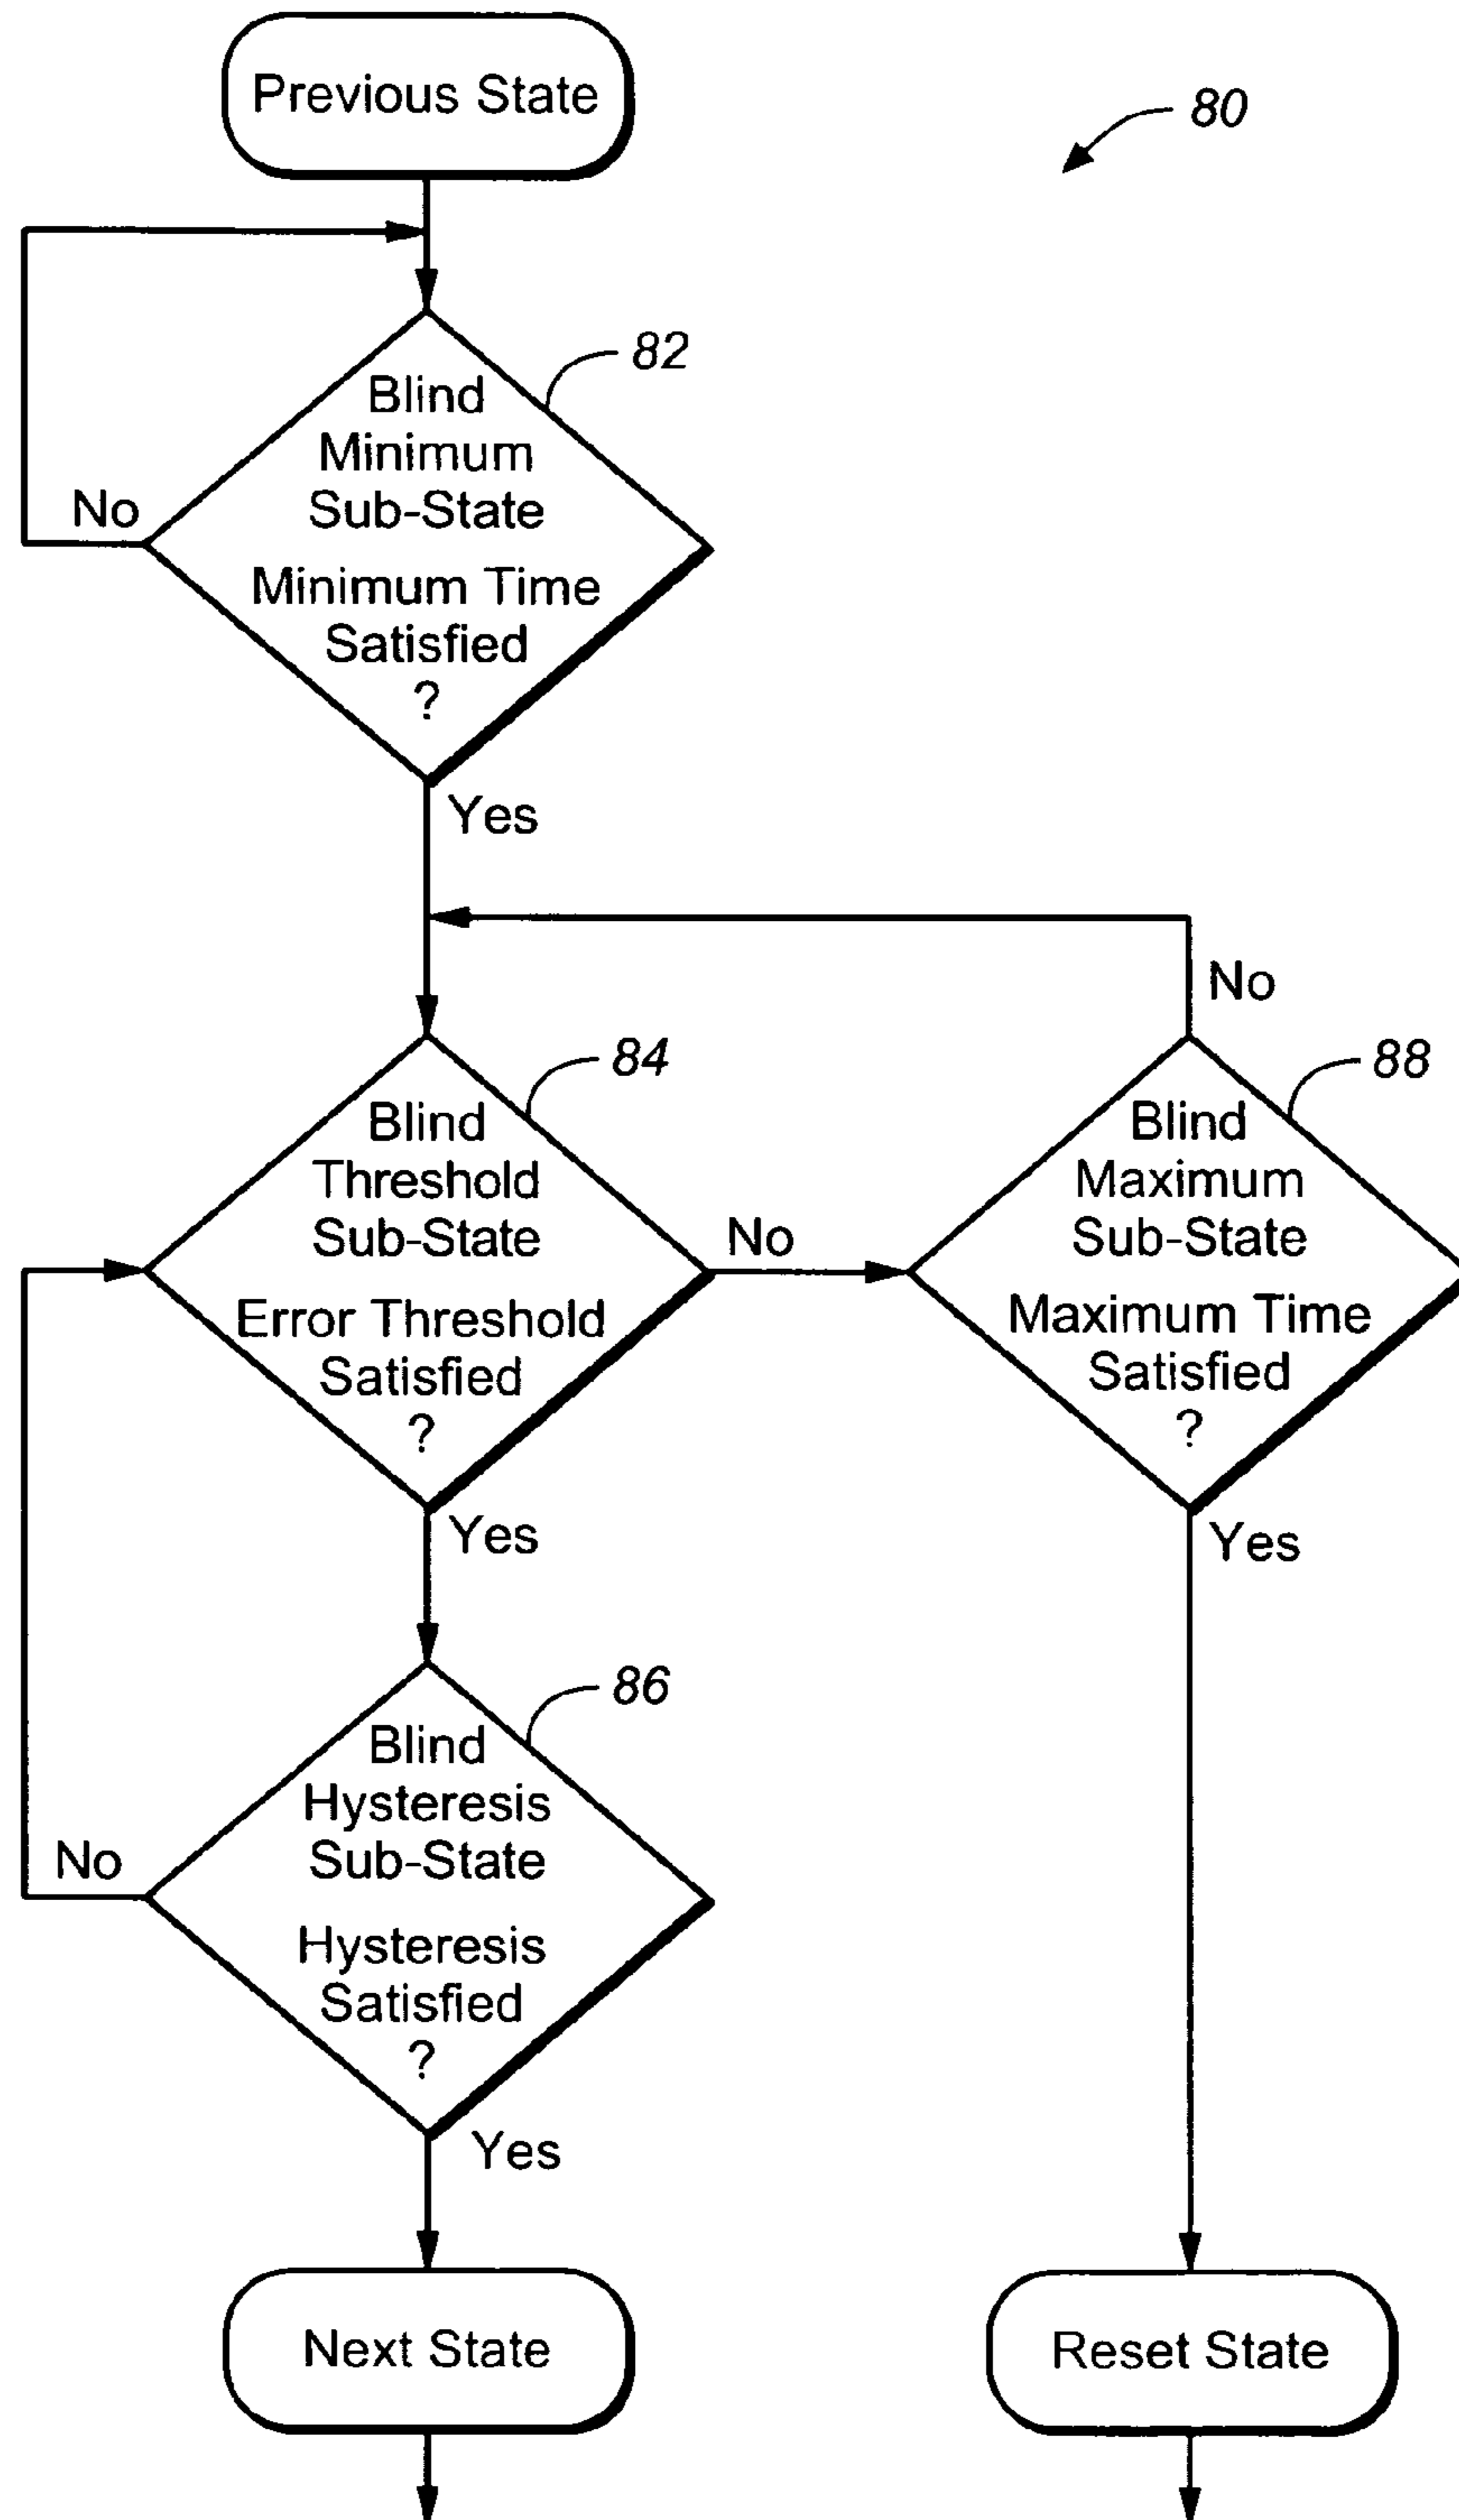 Previous State
80
82
Blind
Minimum
Sub-State
Minimum Time
Satisfied
?
No
Yes
84
Blind
Threshold
Sub-State
Error Threshold
Satisfied
?
No
Yes
88
Blind
Maximum
Sub-State
Maximum Time
Satisfied
?
No
Yes
86
Blind
Hysteresis
Sub-State
Hysteresis
Satisfied
?
No
Yes
Next State
Reset State